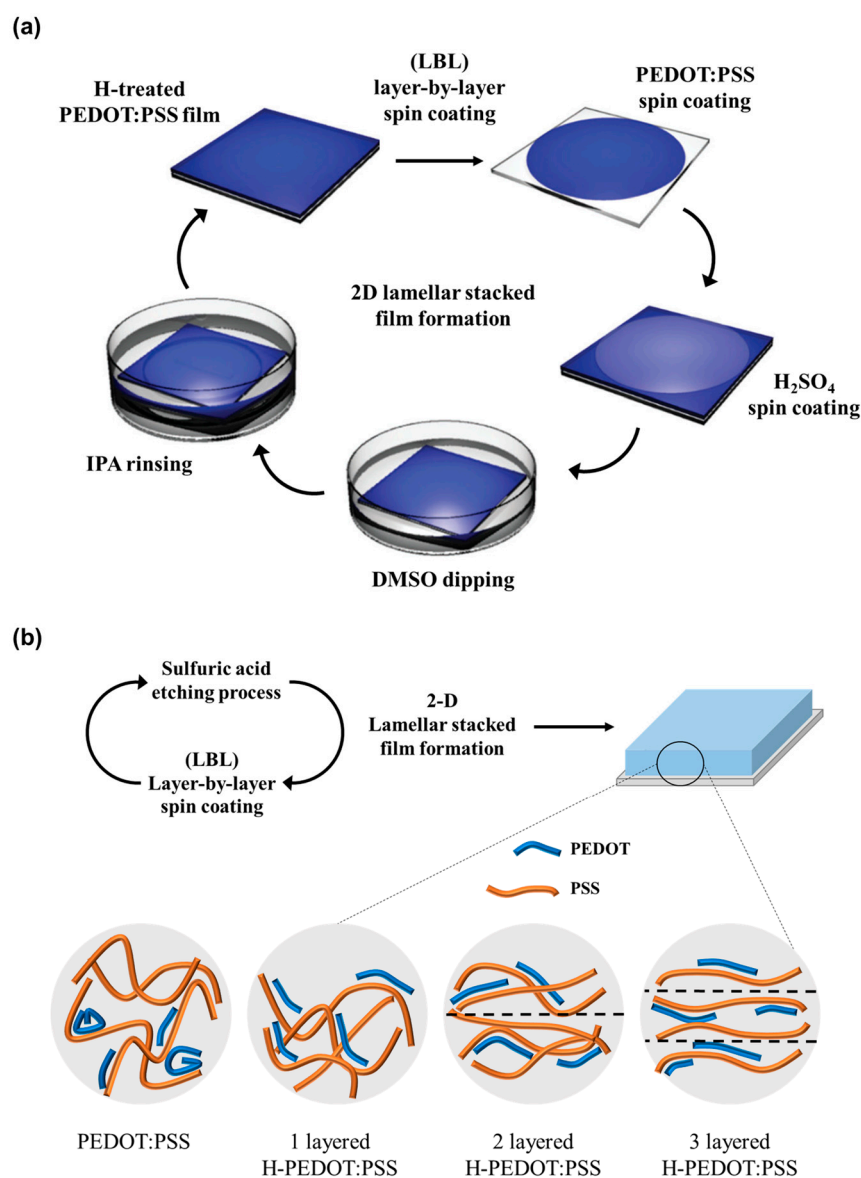 (a)
(LBL)
layer-by-layer
spin coating
H-treated
PEDOT:PSS film
PEDOT:PSS
spin coating
2D lamellar stacked
film formation
H₂SO₄
spin coating
IPA rinsing
DMSO dipping
(b)
Sulfuric acid
etching process
(LBL)
Layer-by-layer
spin coating
2-D
Lamellar stacked
film formation
PEDOT
PSS
PEDOT:PSS
1 layered
H-PEDOT:PSS
2 layered
H-PEDOT:PSS
3 layered
H-PEDOT:PSS